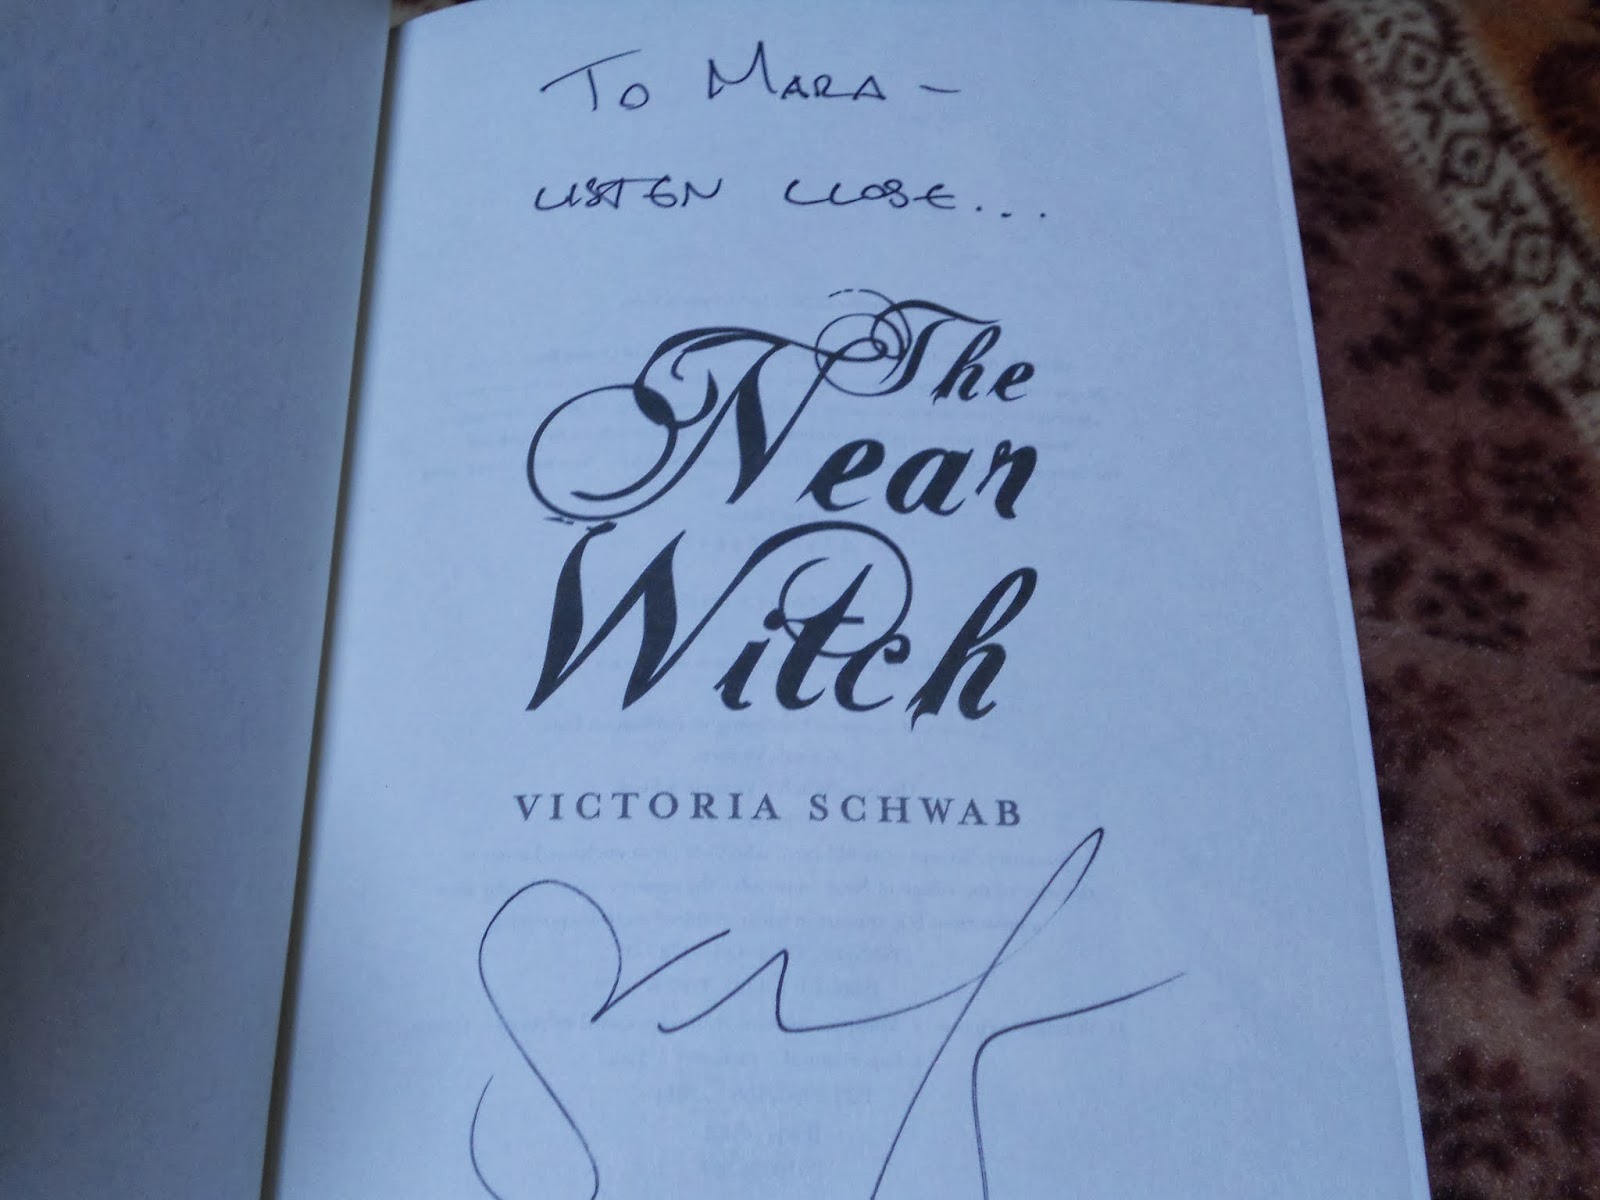 To MARA —
LISTEN CLOSE...
The
Near
Witch
VICTORIA SCHWAB